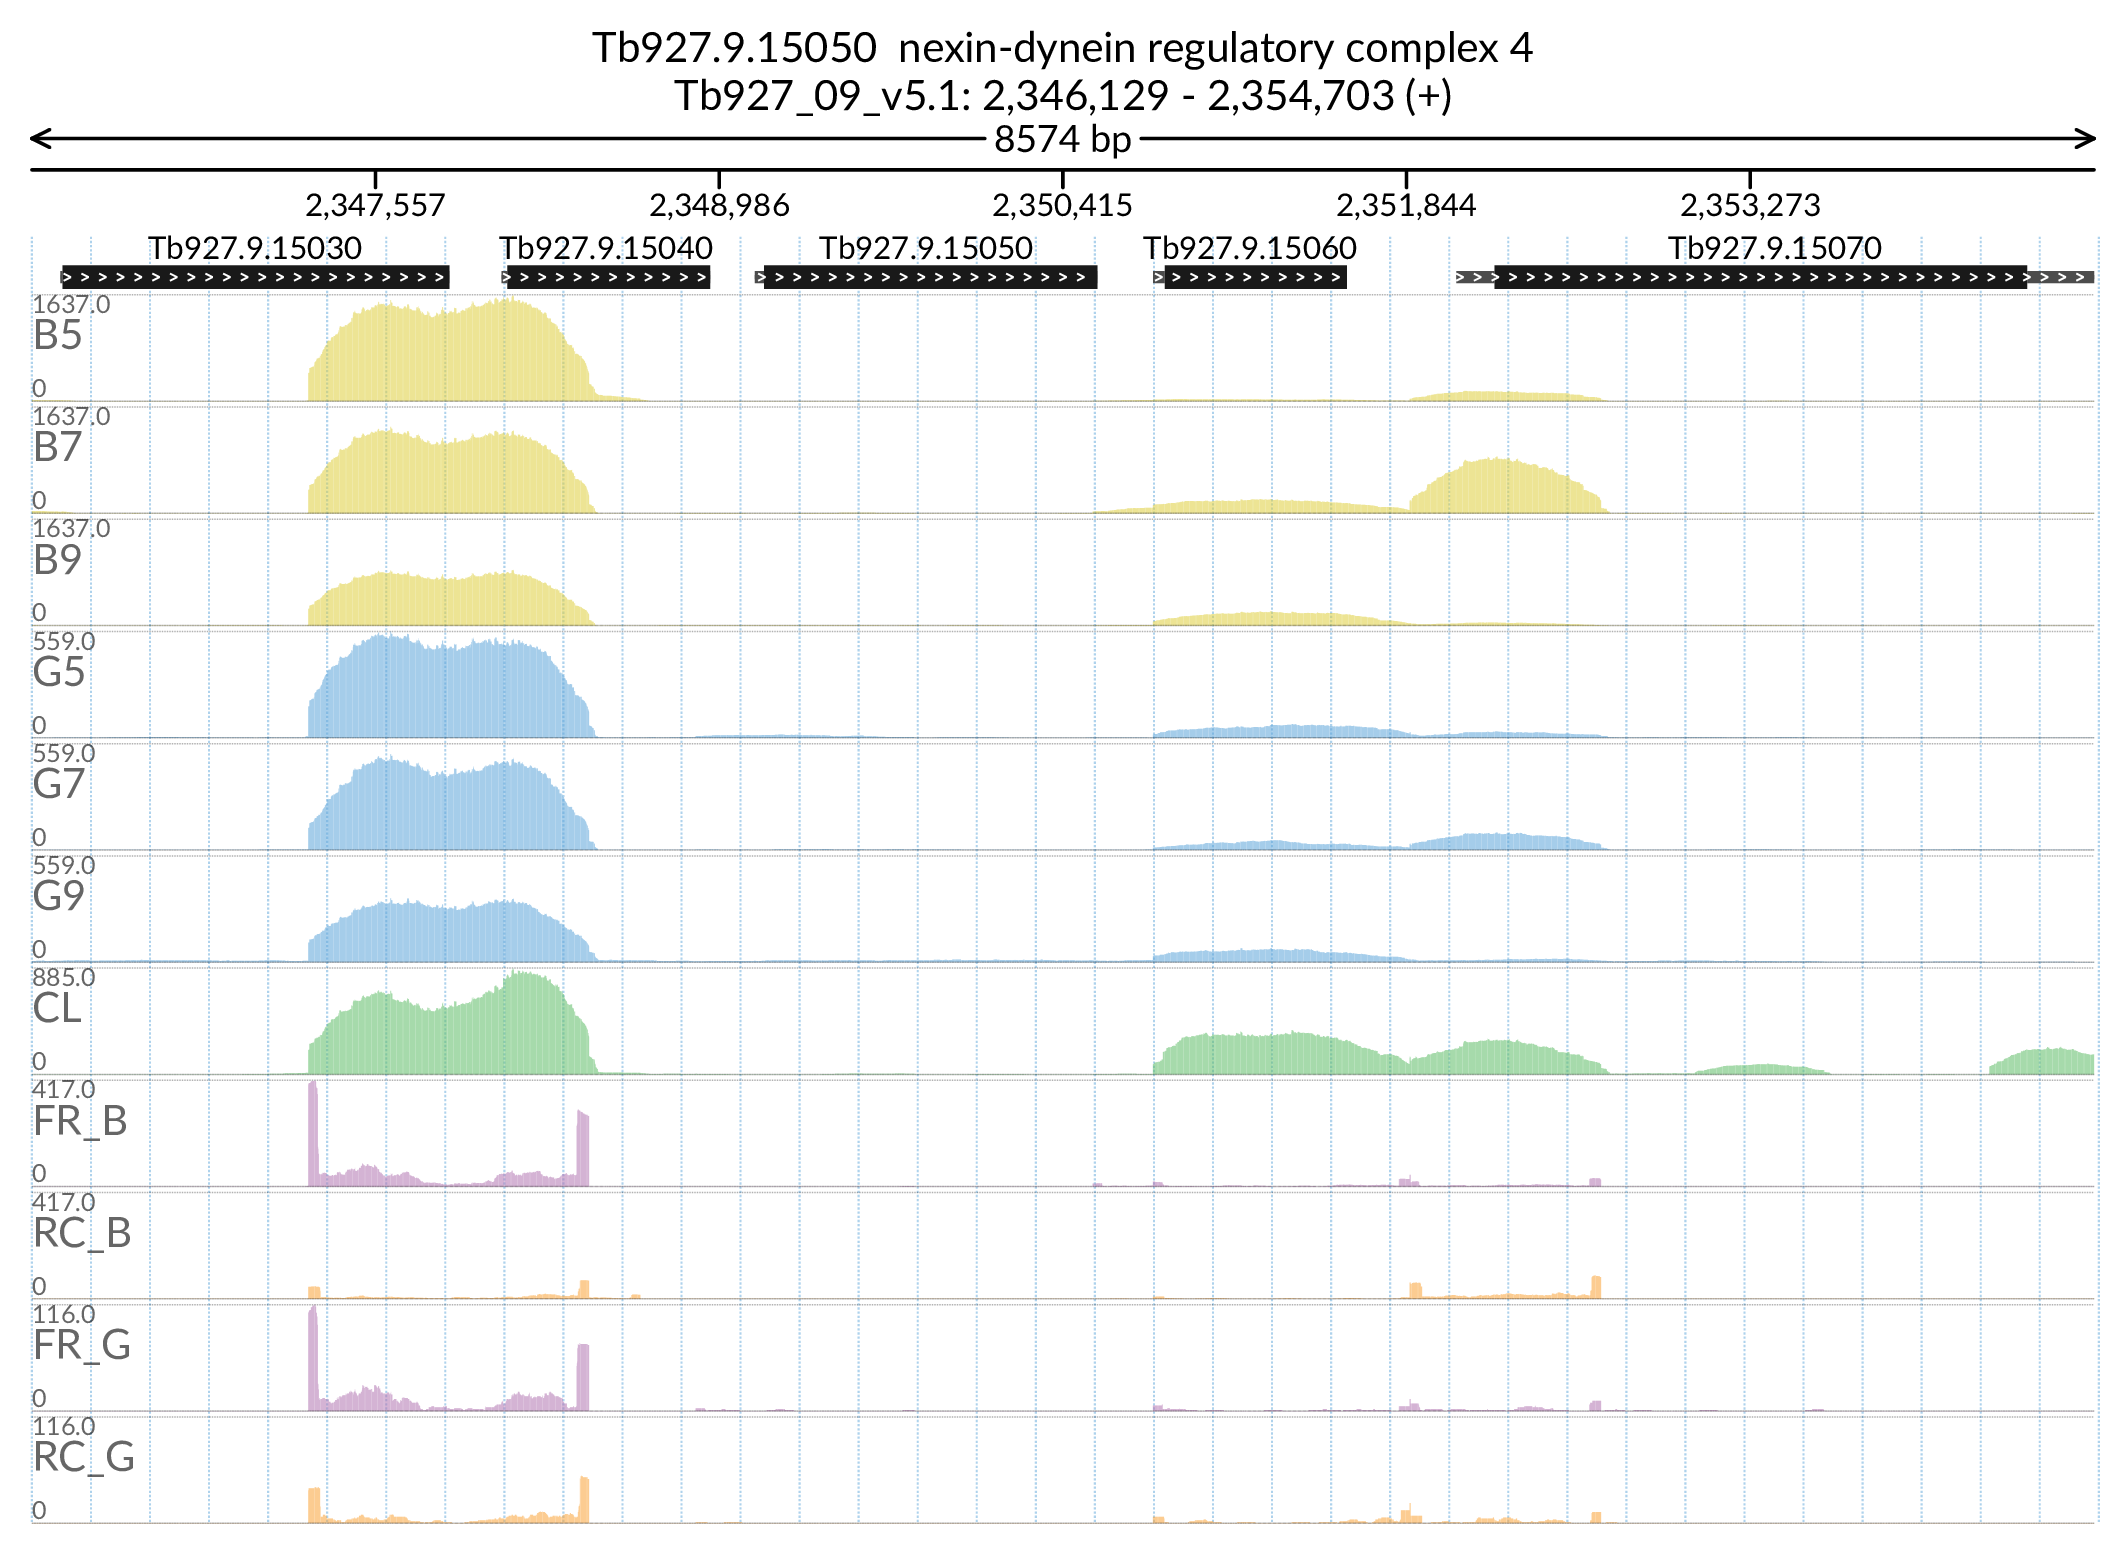 Tb927.9.15050 nexin-dynein regulatory complex 4
Tb927_09_v5.1: 2,346,129 - 2,354,703 (+)
8574 bp
2,347,557 2,348,986 2,350,415 2,351,844 2,353,273
Tb927.9.15030 Tb927.9.15040 Tb927.9.15050 Tb927.9.15060 Tb927.9.15070
1637.0
B5
0
1637.0
B7
0
1637.0
B9
0
559.0
G5
0
559.0
G7
0
559.0
G9
0
885.0
CL
0
417.0
FR_B
0
417.0
RC_B
0
116.0
FR_G
0
116.0
RC_G
0